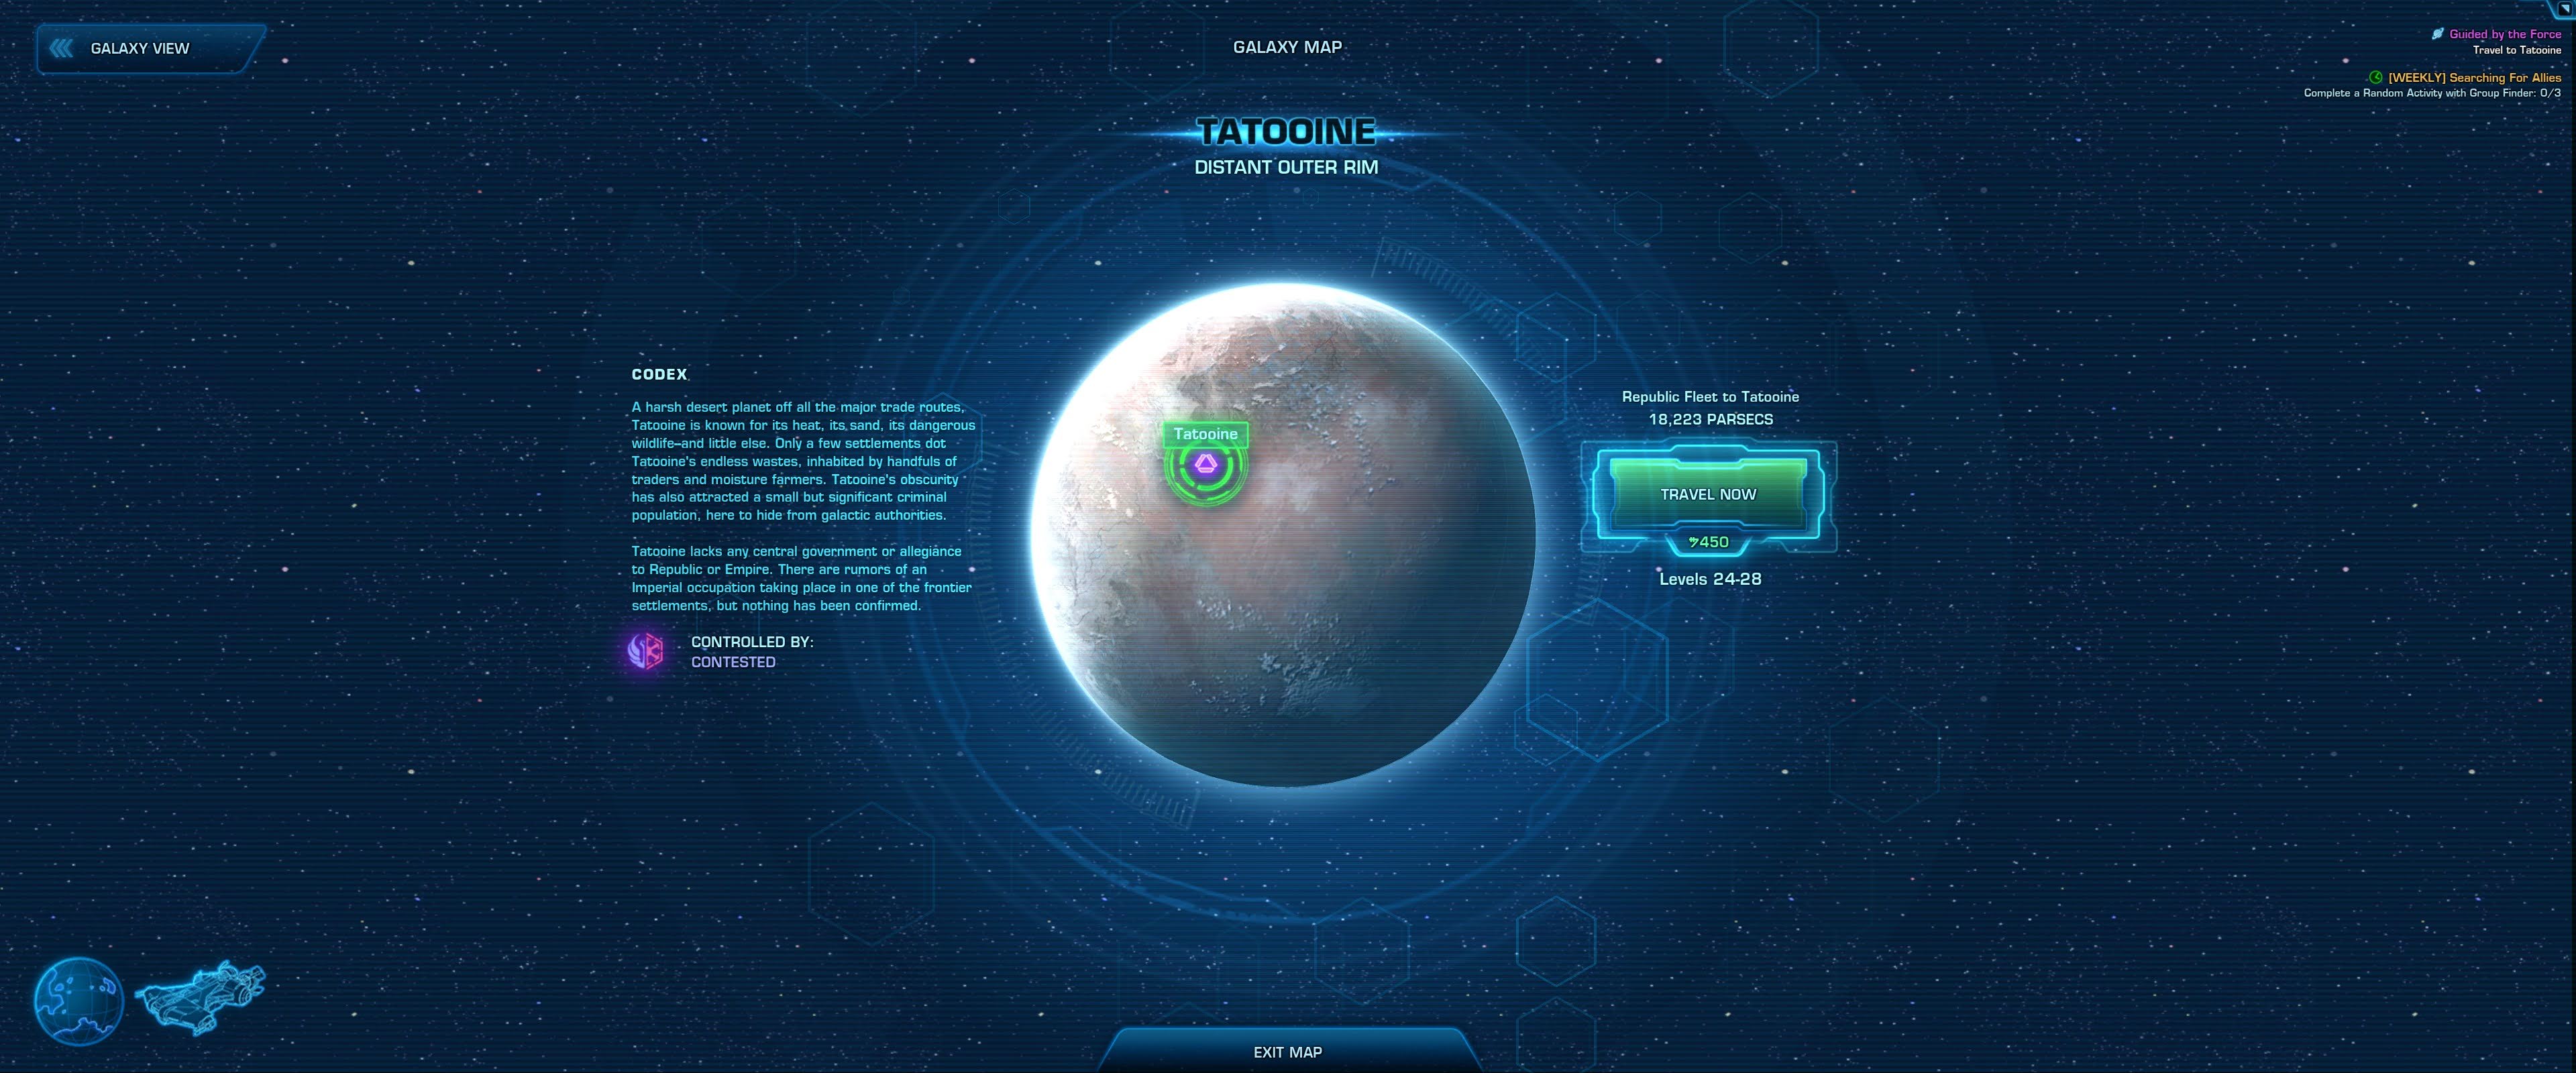 GALAXY VIEW
GALAXY MAP
Guided by the Force
Travel to Tatooine
[WEEKLY] Searching For Allies
Complete a Random Activity with Group Finder: 0/3
TATOOINE
DISTANT OUTER RIM
CODEX
A harsh desert planet off all the major trade routes,
Tatooine is known for its heat, its sand, its dangerous
wildlife—and little else. Only a few settlements dot
Tatooine's endless wastes, inhabited by handfuls of
traders and moisture farmers. Tatooine's obscurity
has also attracted a small but significant criminal
population, here to hide from galactic authorities.
Tatooine lacks any central government or allegiance
to Republic or Empire. There are rumors of an
Imperial occupation taking place in one of the frontier
settlements, but nothing has been confirmed.
CONTROLLED BY:
CONTESTED
Tatooine
Republic Fleet to Tatooine
18,223 PARSECS
TRAVEL NOW
450
Levels 24-28
EXIT MAP